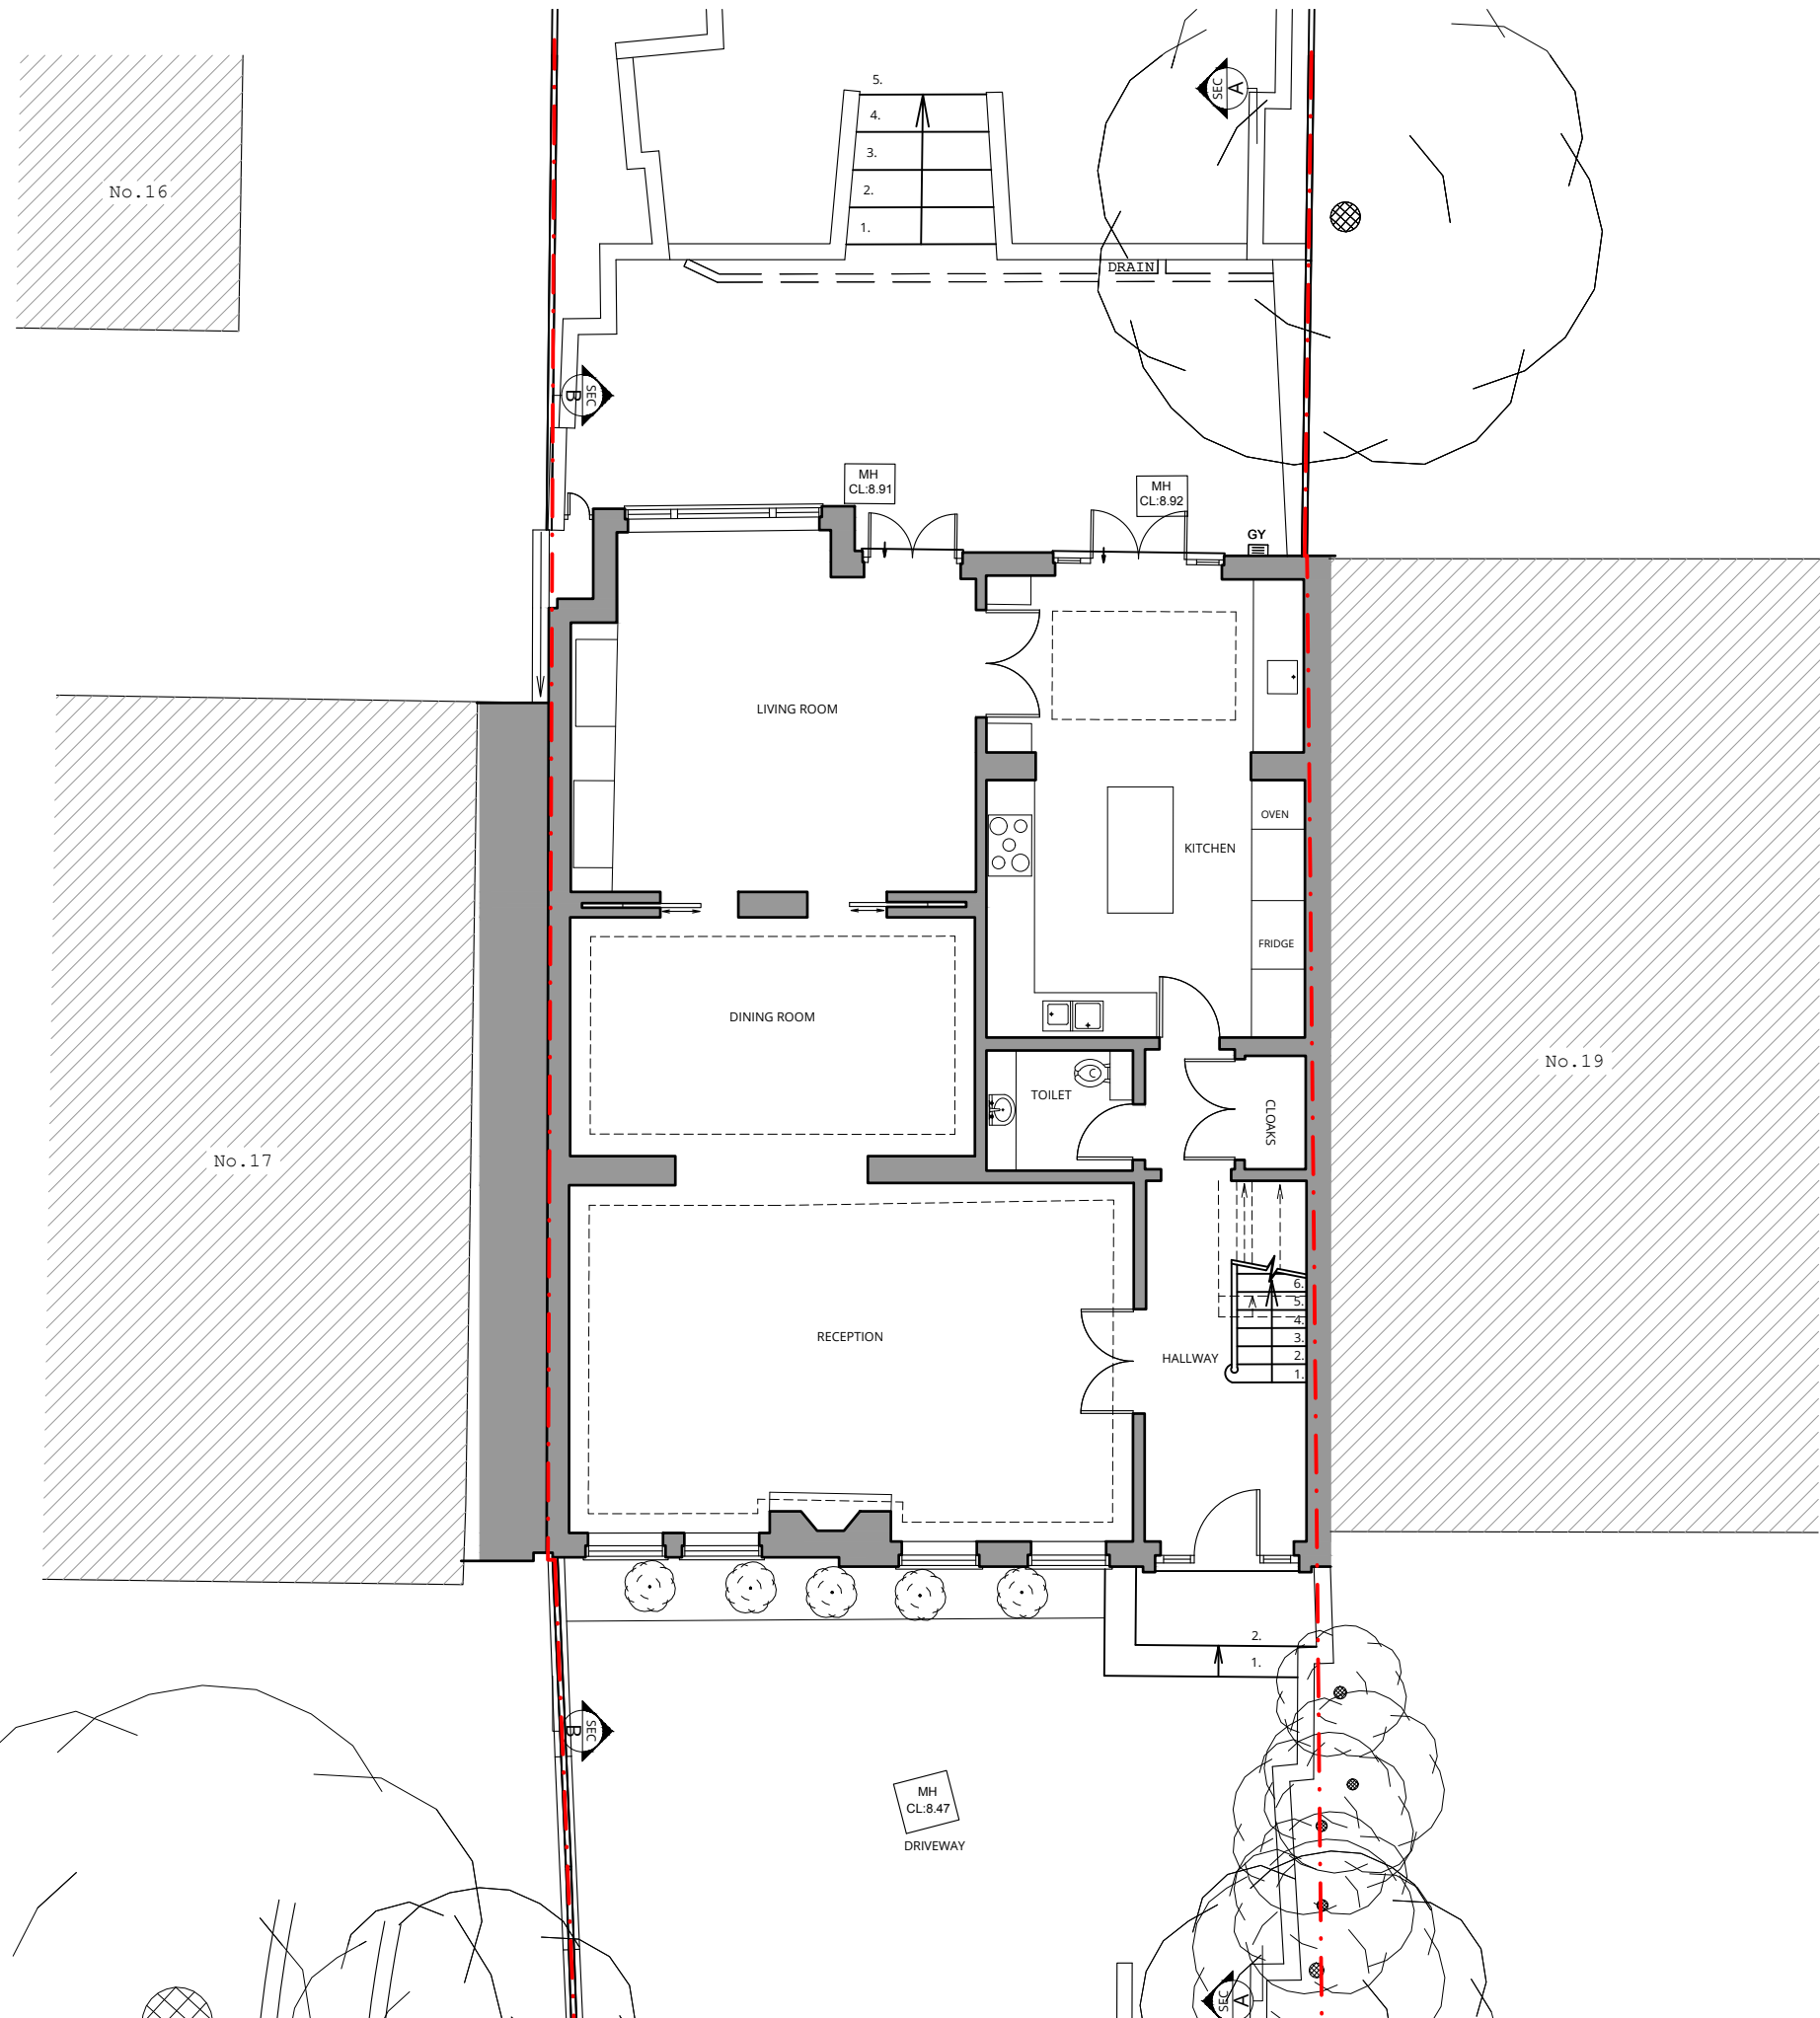 5.
SEC
A
4.
3.
No.16
2.
1.
DRAIN
B
SEC
MH
CL:8.91
MH
CL:8.92
GY
LIVING ROOM
OVEN
KITCHEN
FRIDGE
DINING ROOM
No.19
TOILET
CLOAKS
No.17
6.
5.
4.
RECEPTION
3.
HALLWAY
2.
1.
2.
1.
B
SEC
MH
CL:8.47
DRIVEWAY
SEC
A